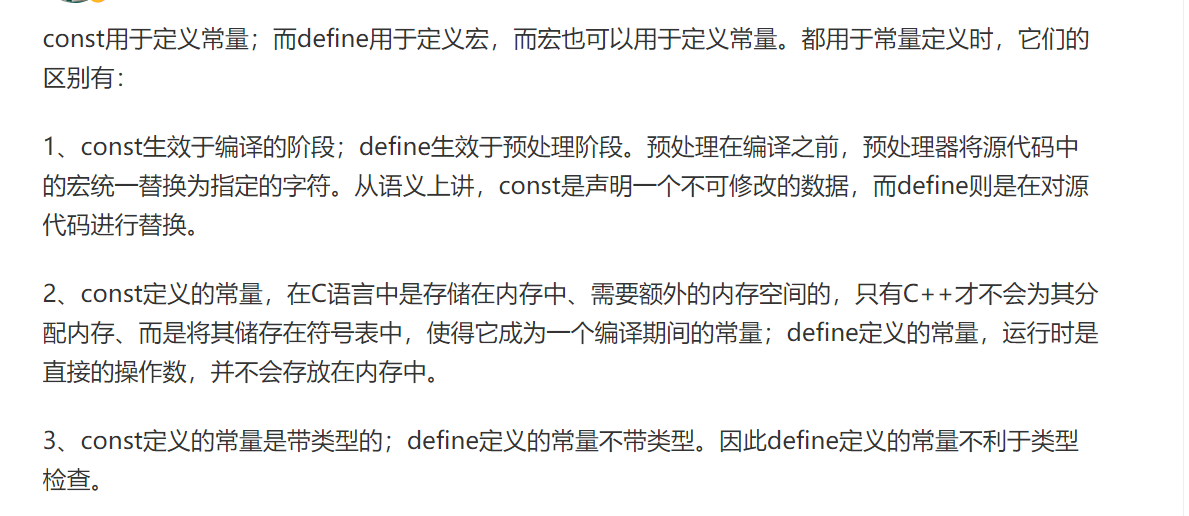 const用于定义常量；而define用于定义宏，而宏也可以用于定义常量。都用于常量定义时，它们的
区别有：
1、const生效于编译的阶段；define生效于预处理阶段。预处理在编译之前，预处理器将源代码中
的宏统一替换为指定的字符。从语义上讲，const是声明一个不可修改的数据，而define则是在对源
代码进行替换。
2、const定义的常量，在C语言中是存储在内存中、需要额外的内存空间的，只有C++才不会为其分
配内存、而是将其储存在符号表中，使得它成为一个编译期间的常量；define定义的常量，运行时是
直接的操作数，并不会存放在内存中。
3、const定义的常量是带类型的；define定义的常量不带类型。因此define定义的常量不利于类型
检查。